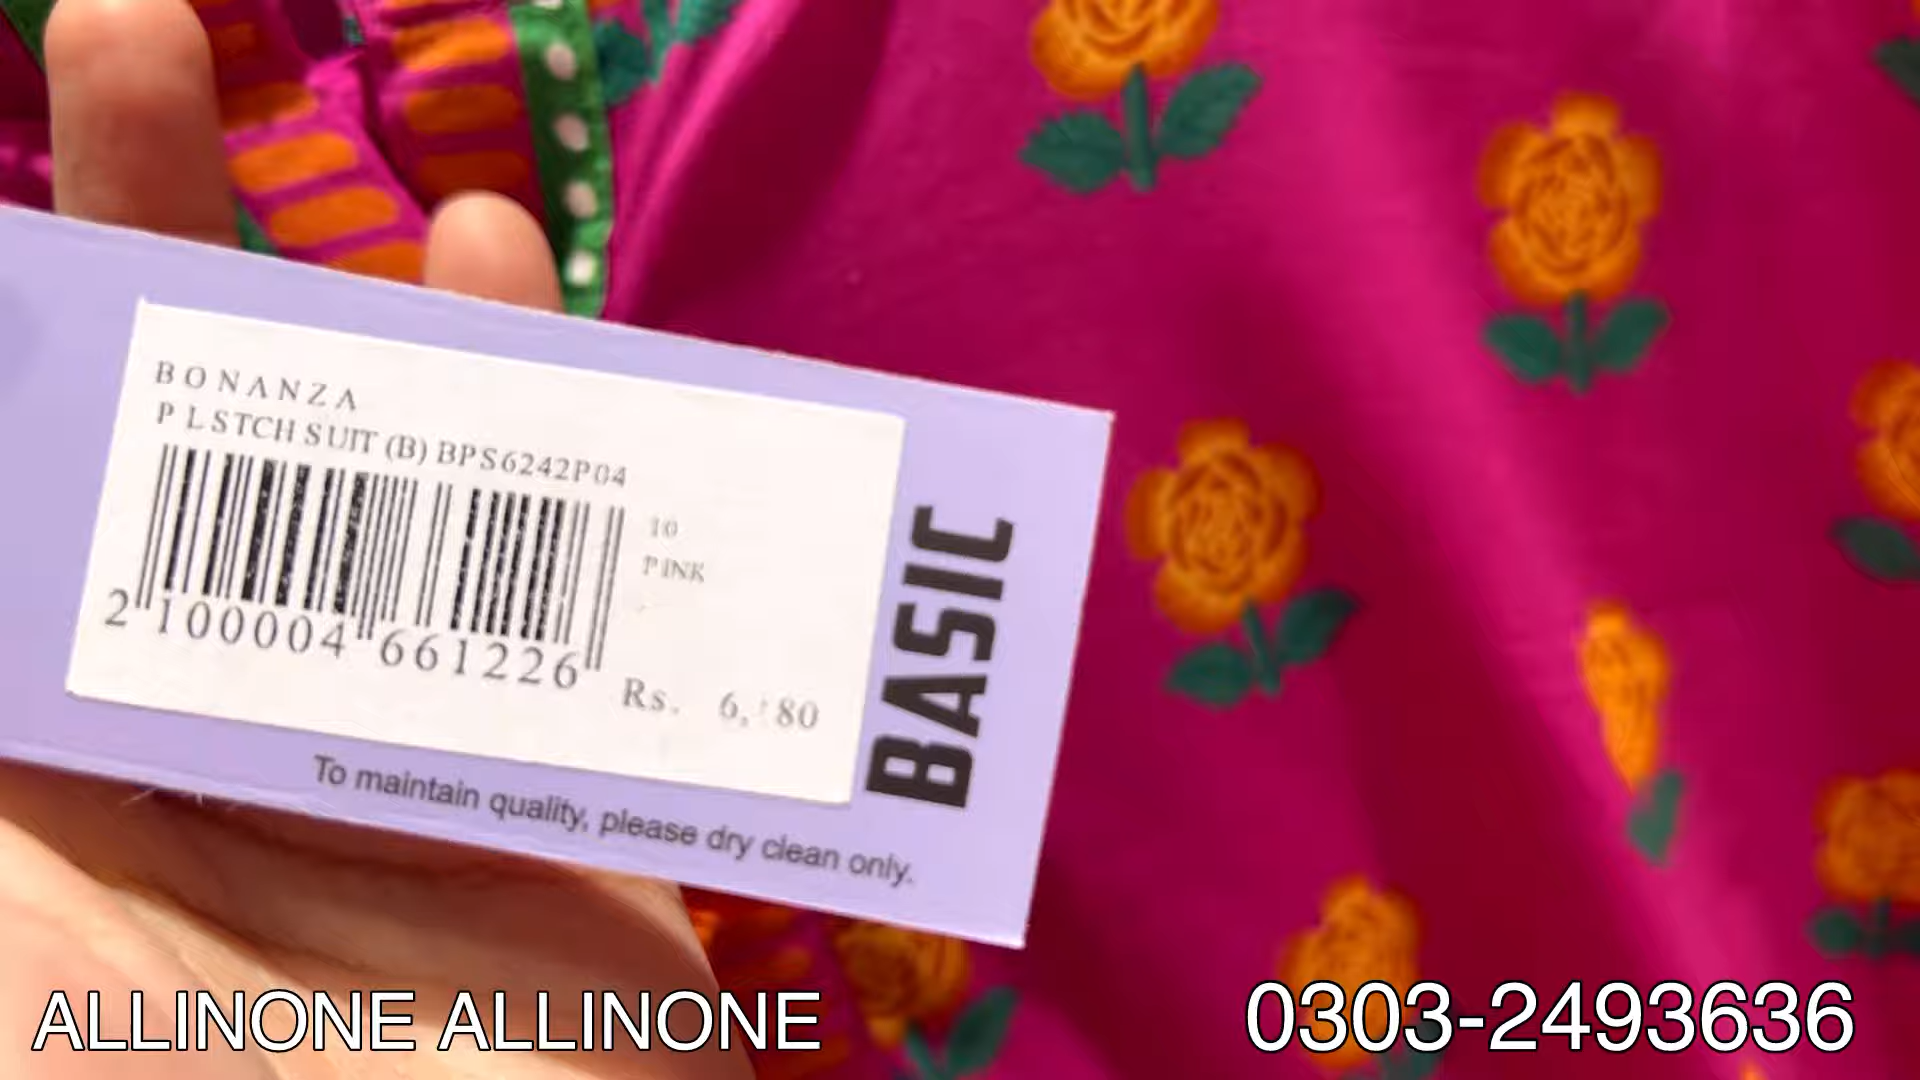 BONANZA
PLSTCH SUIT (B) BPS6242P04
10
PINK
2 100004 661226
Rs.
BASIC
To maintain quality, please dry clean only.
ALLINONE ALLINONE
0303-2493636